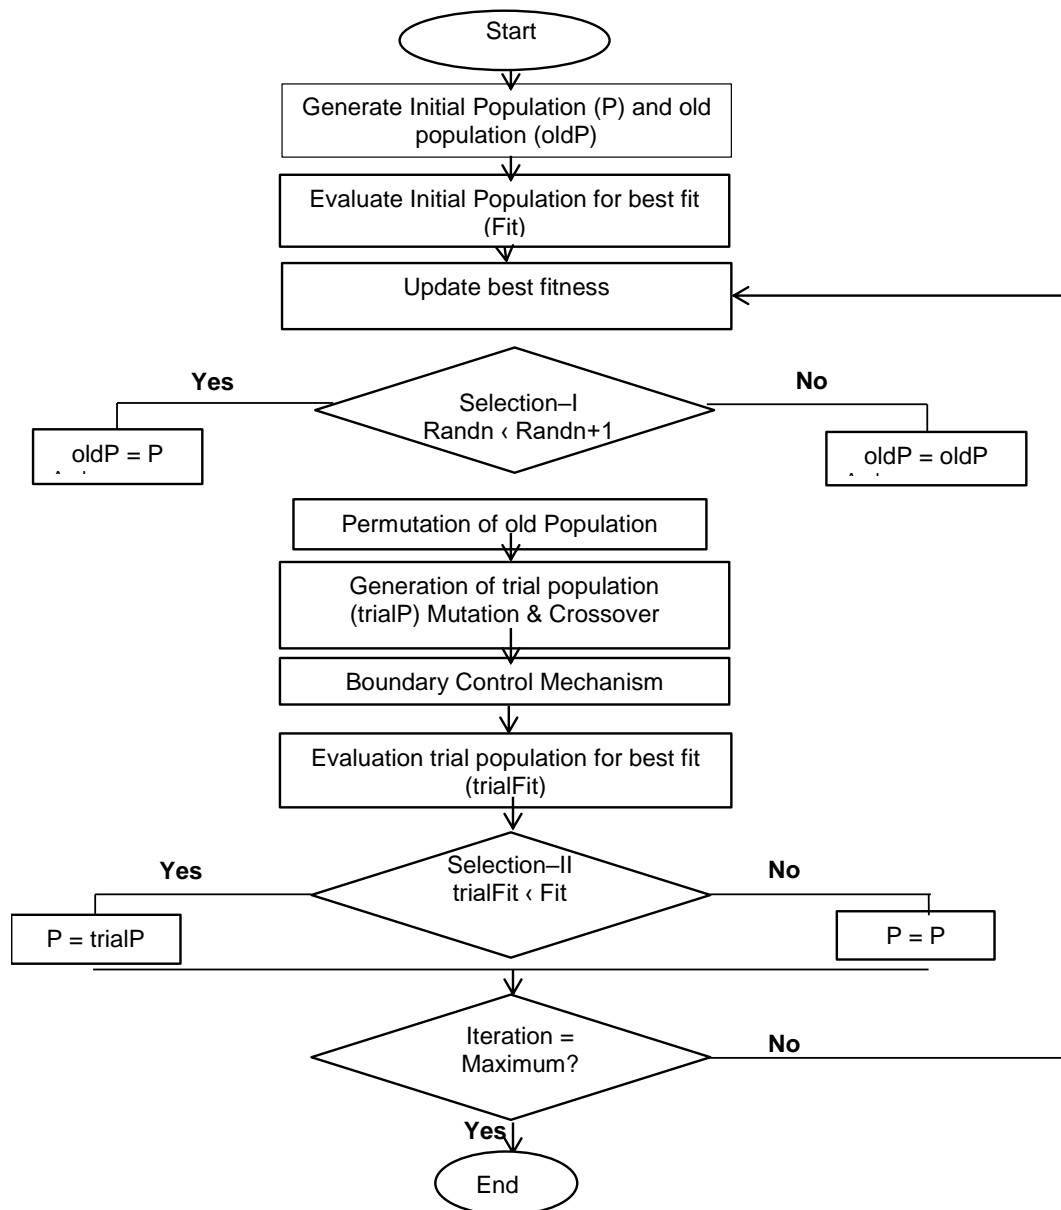 Start
Generate Initial Population (P) and old
population (oldP)
Evaluate Initial Population for best fit
(Fit)
Update best fitness
Yes
No
Selection–I
Randn ‹ Randn+1
oldP = P
oldP = oldP
Permutation of old Population
Generation of trial population
(trialP) Mutation & Crossover
Boundary Control Mechanism
Evaluation trial population for best fit
(trialFit)
Yes
Selection–II
trialFit ‹ Fit
No
P = trialP
P = P
Iteration =
Maximum?
No
Yes
End